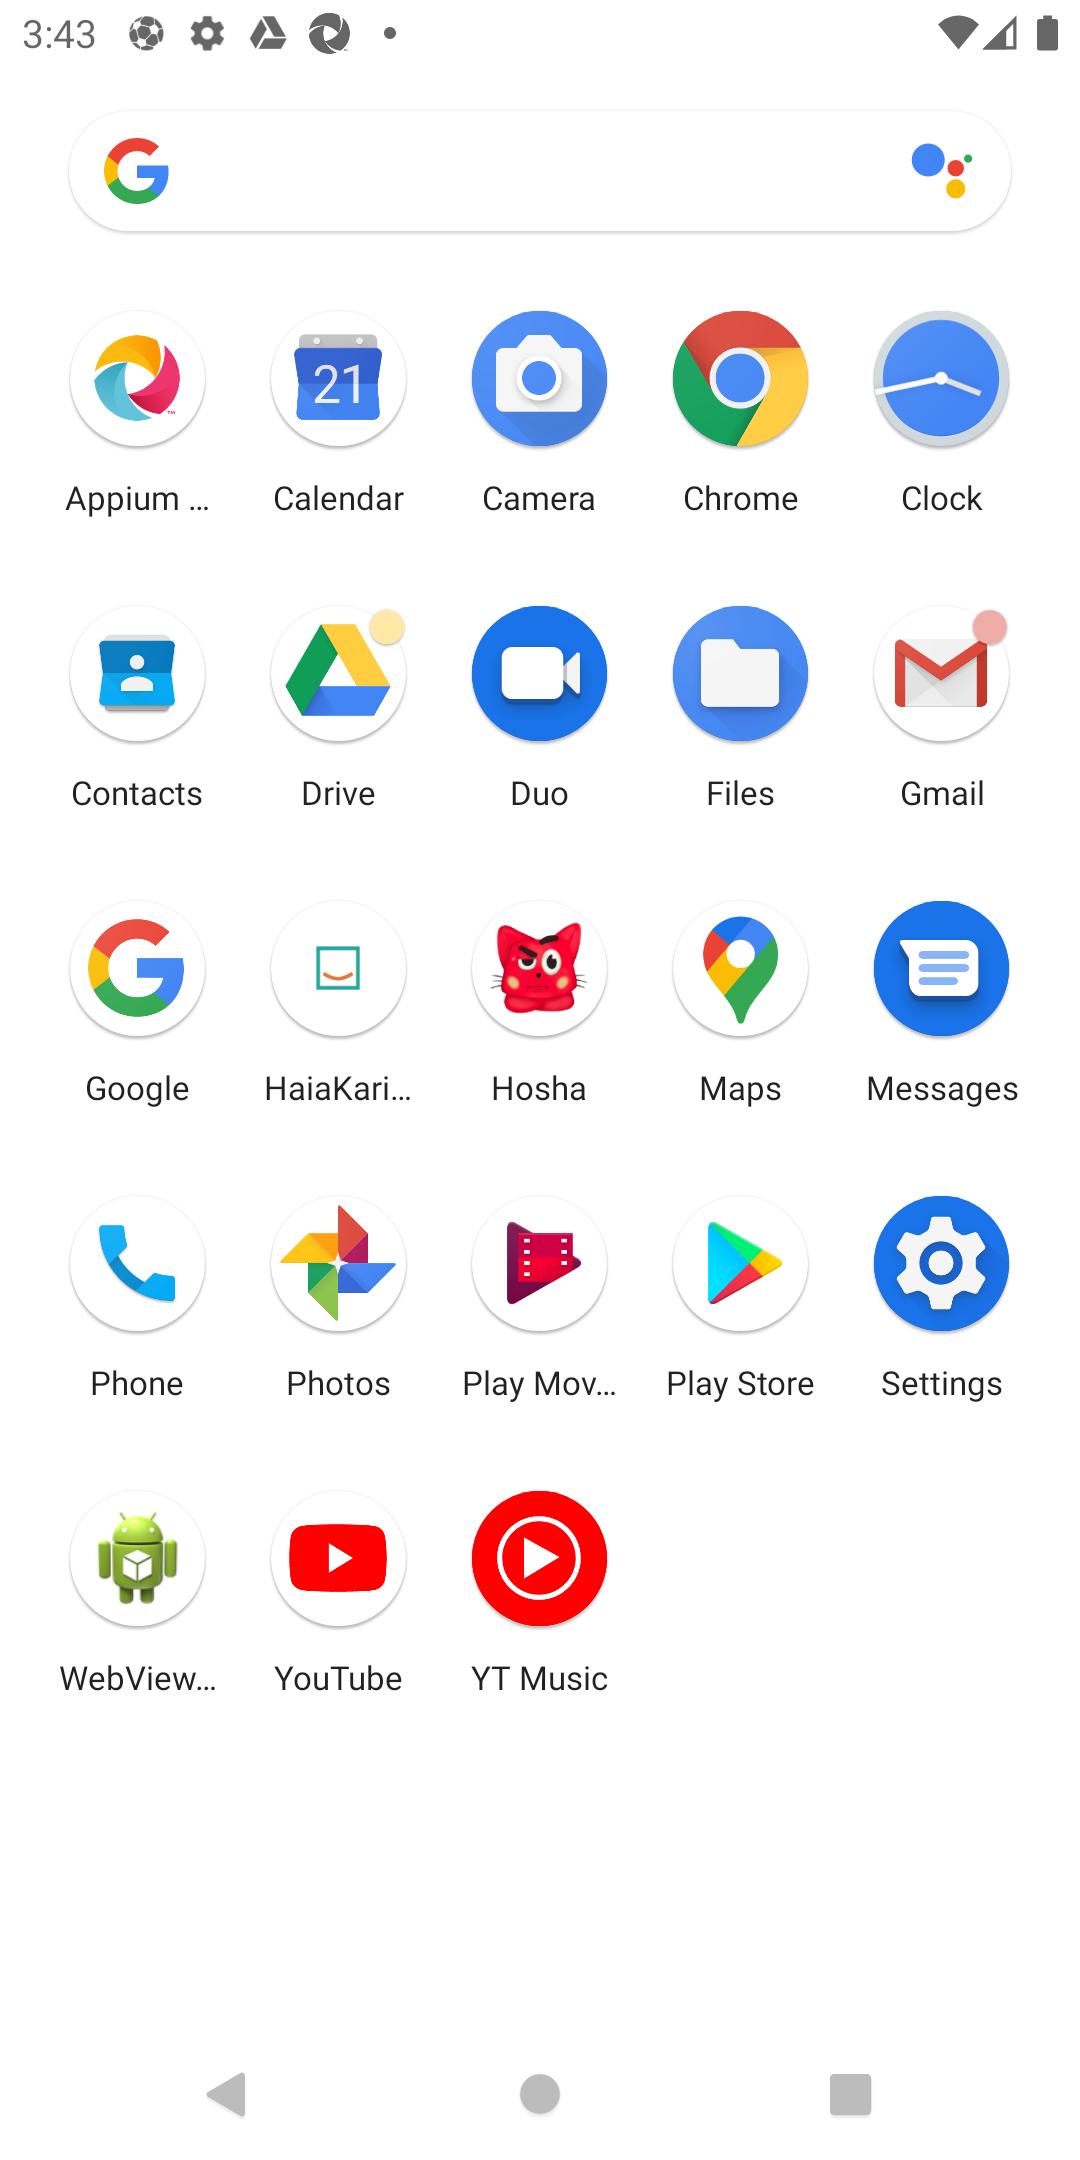 3:43
21
Appium ...
Calendar
Camera
Chrome
Clock
Contacts
Drive
Duo
Files
Gmail
Google
HaiaKari...
Hosha
Maps
Messages
Phone
Photos
Play Mov...
Play Store
Settings
WebView...
YouTube
YT Music